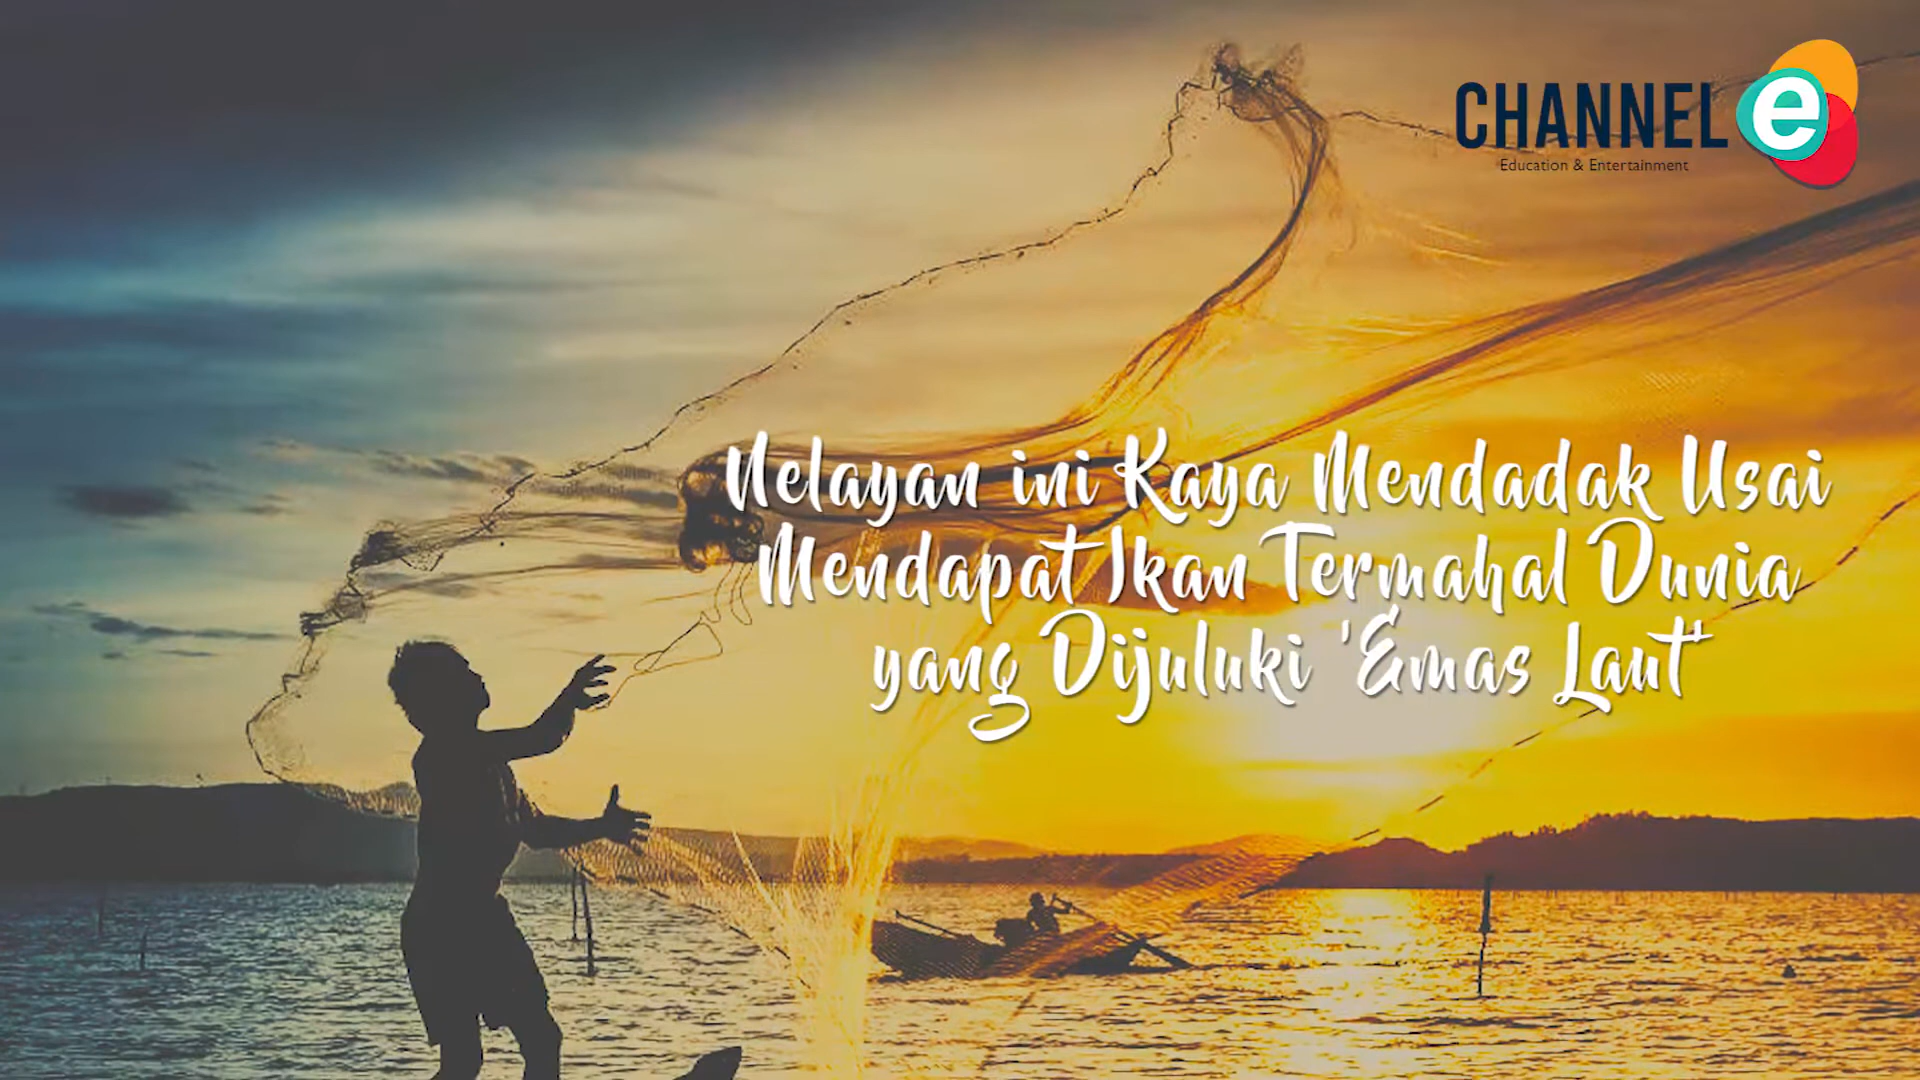 CHANNEL e
Education & Entertainment
Nelayan ini Kaya Mendadak Usai
Mendapat Ikan Termahal Dunia
yang Dijuluki 'Emas Laut'